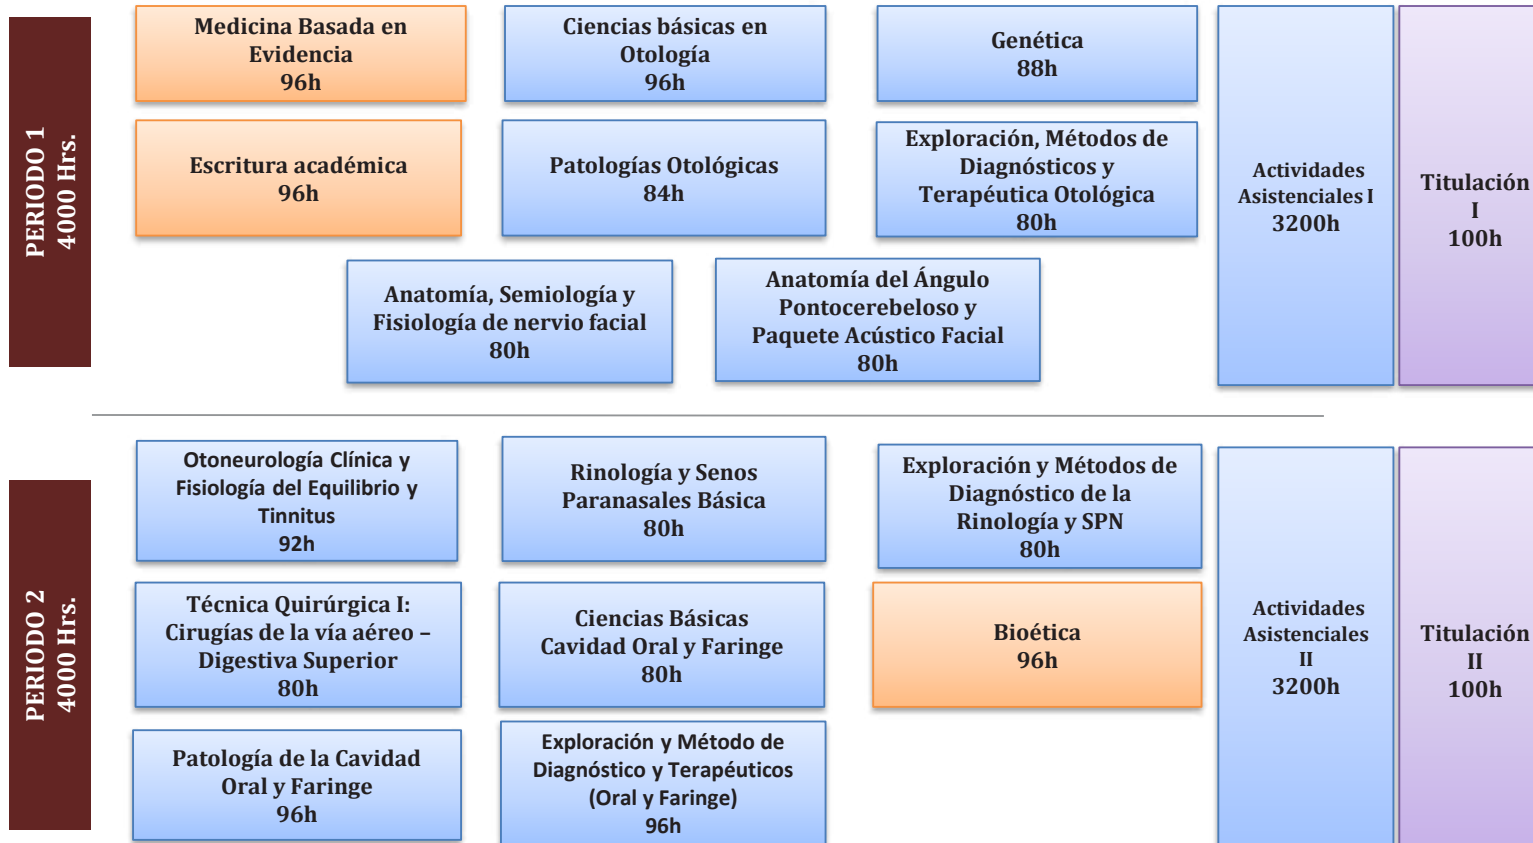 PERIODO 1
4000 Hrs.
Medicina Basada en
Evidencia
96h
Ciencias básicas en
Otología
96h
Genética
88h
Escritura académica
96h
Patologías Otológicas
84h
Exploración, Métodos de
Diagnósticos y
Terapéutica Otológica
80h
Anatomía, Semiología y
Fisiología de nervio facial
80h
Anatomía del Ángulo
Pontocerebeloso y
Paquete Acústico Facial
80h
Actividades
Asistenciales I
3200h
Titulación
I
100h
PERIODO 2
4000 Hrs.
Otoneurología Clínica y
Fisiología del Equilibrio y
Tinnitus
92h
Rinología y Senos
Paranasales Básica
80h
Exploración y Métodos de
Diagnóstico de la
Rinología y SPN
80h
Técnica Quirúrgica I:
Cirugías de la vía aéreo –
Digestiva Superior
80h
Ciencias Básicas
Cavidad Oral y Faringe
80h
Bioética
96h
Patología de la Cavidad
Oral y Faringe
96h
Exploración y Método de
Diagnóstico y Terapéuticos
(Oral y Faringe)
96h
Actividades
Asistenciales
II
3200h
Titulación
II
100h